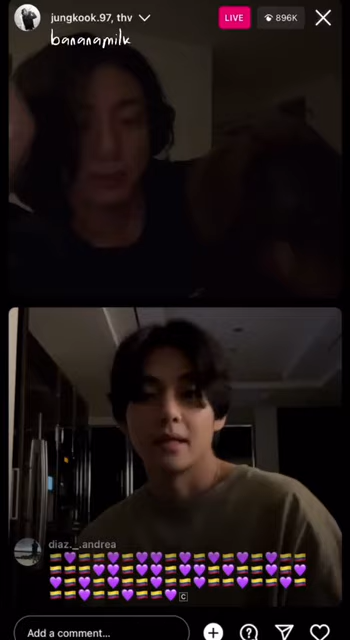 jungkook.97, thv
LIVE
896K
bananamilk
diaz._.andrea
🇨🇴💜🇨🇴🇨🇴💜🇨🇴💜💜🇨🇴💜🇨🇴💜🇨🇴💜🇨🇴💜🇨🇴🇨🇴
C
Add a comment...